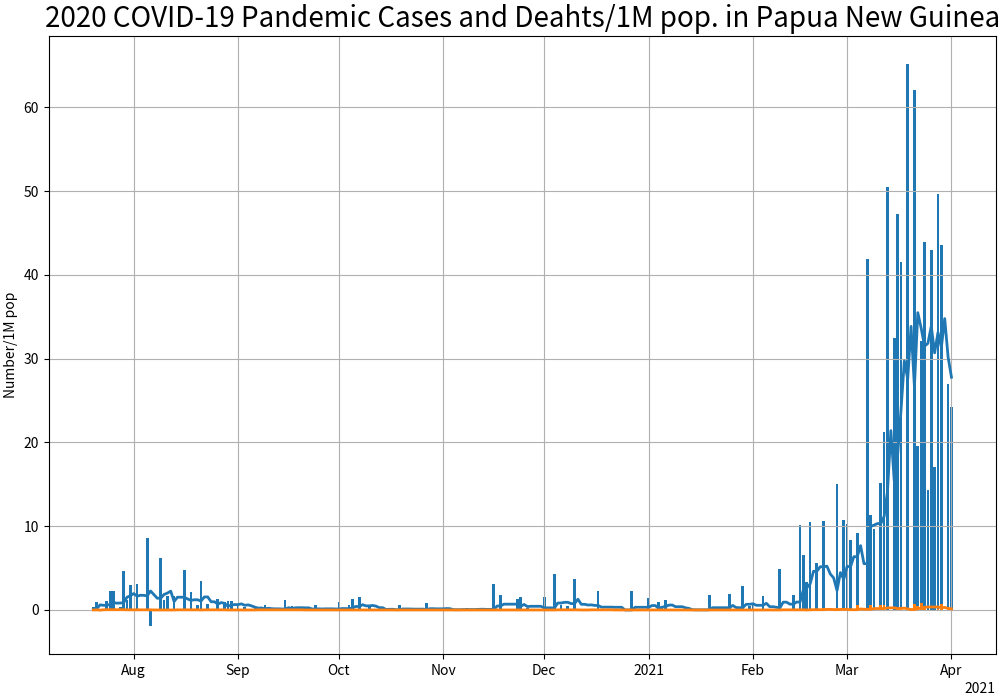 2020 COVID-19 Pandemic Cases and Deahts/1M pop. in Papua New Guinea
Number/1M pop
60
50
40
30
20
10
0
Aug Sep Oct Nov Dec 2021 Feb Mar Apr
2021